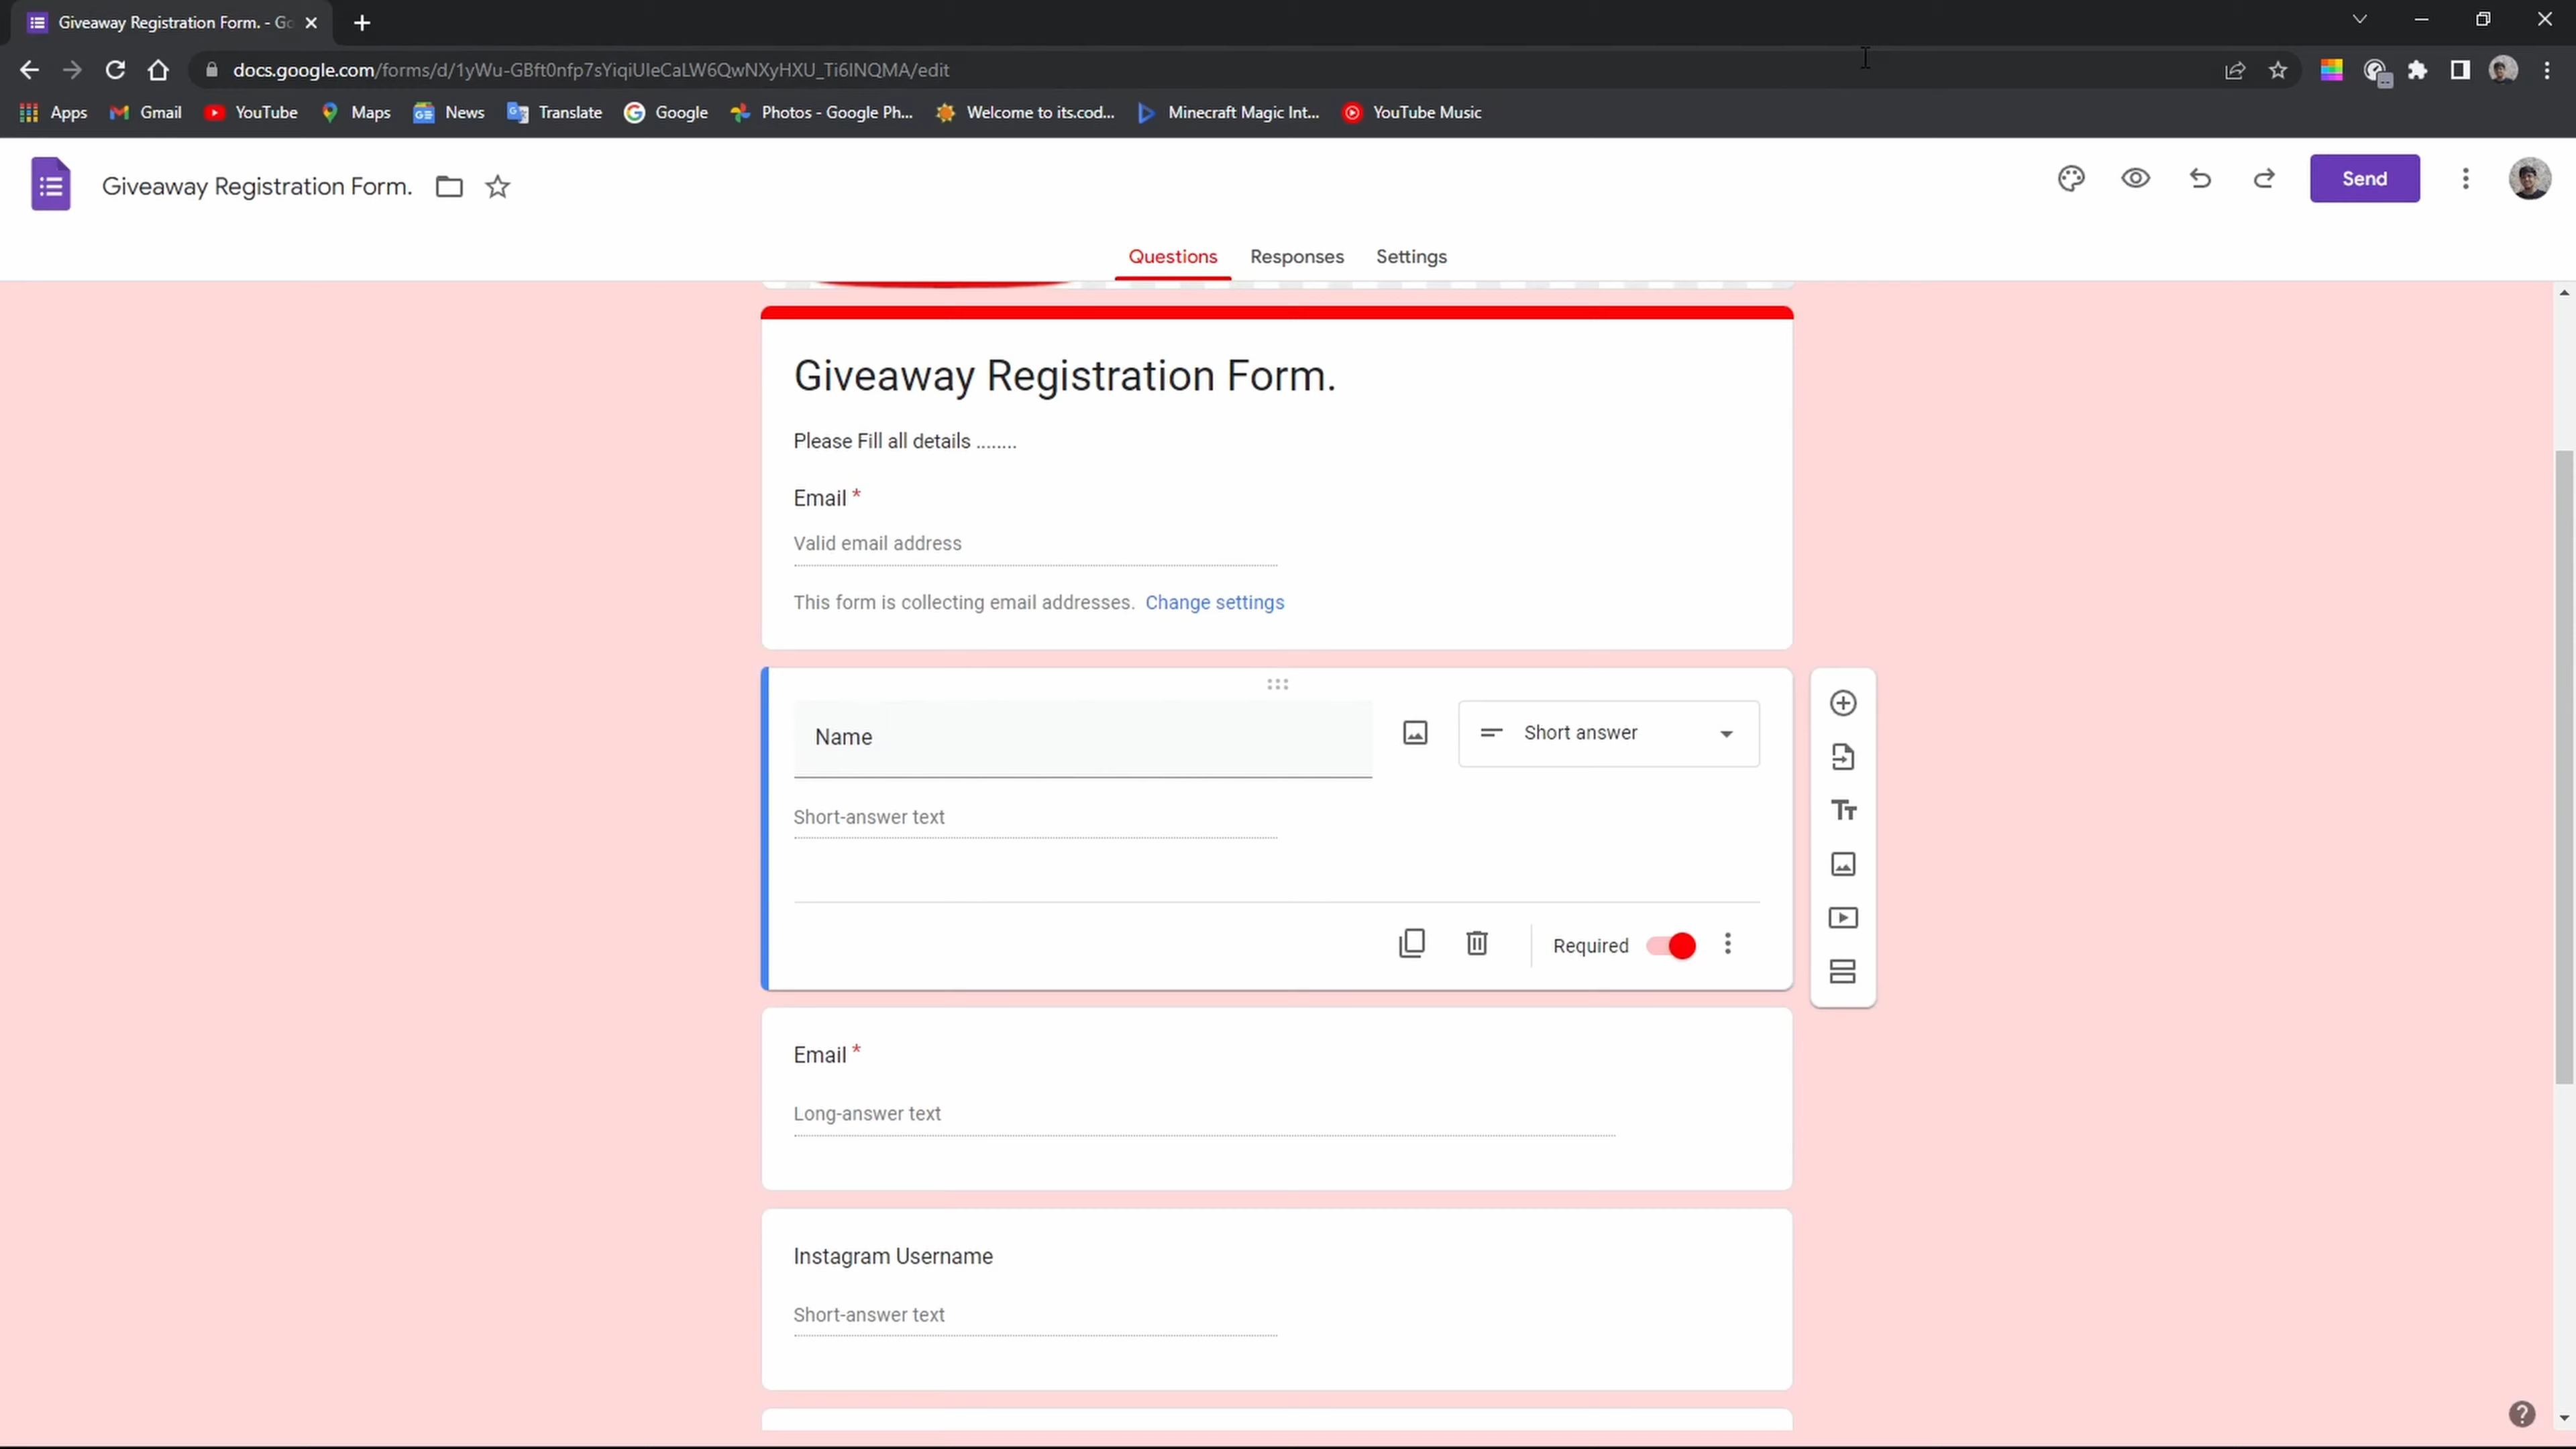 Giveaway Registration Form. - Go
docs.google.com/forms/d/1yWu-GBft0nfp7sYiqiUleCaLW6QwNXyHXU_Ti6lNQMA/edit
Apps Gmail YouTube Maps News Translate Google Photos - Google Ph... Welcome to its.cod... Minecraft Magic Int... YouTube Music
Giveaway Registration Form.
Send
Questions Responses Settings
Giveaway Registration Form.
Please Fill all details ........
Email *
Valid email address
This form is collecting email addresses. Change settings
Name
Short answer
Short-answer text
Required
Email *
Long-answer text
Instagram Username
Short-answer text